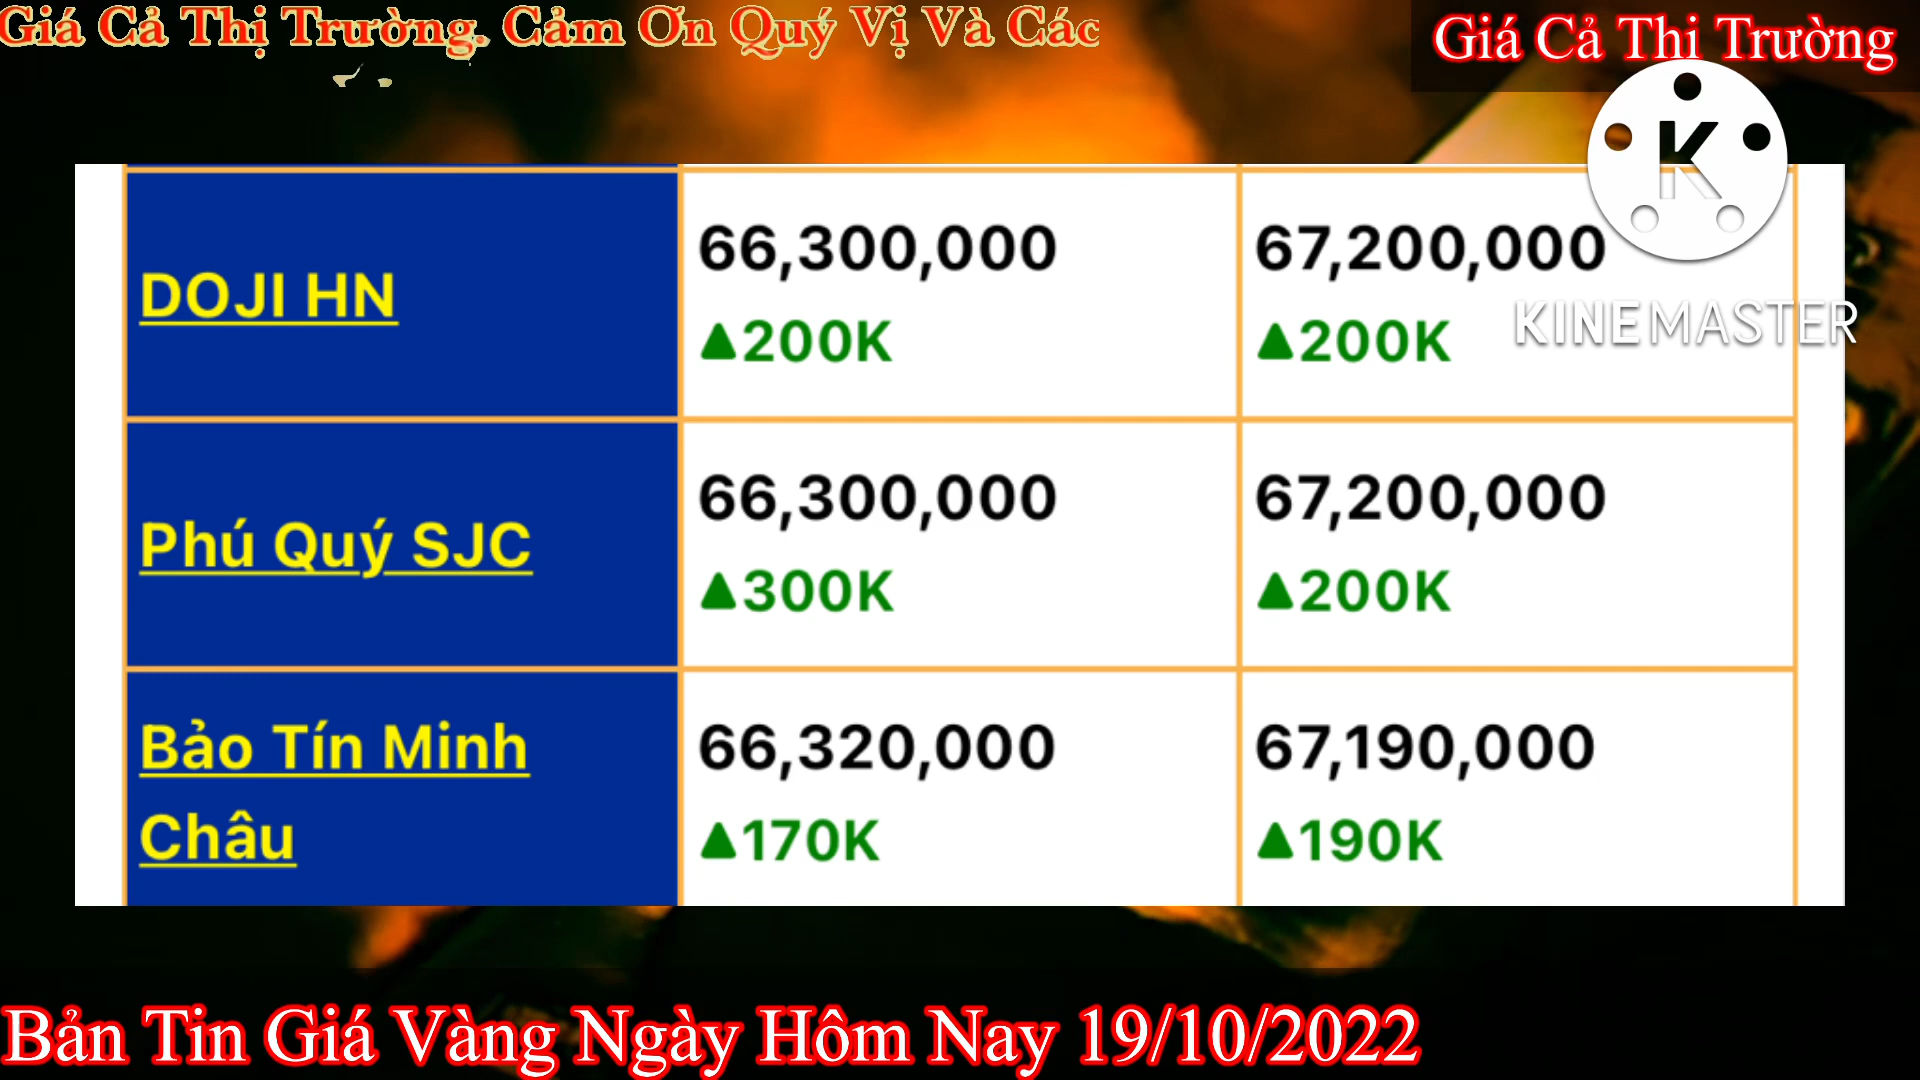 Giá Cả Thị Trường. Cảm Ơn Quý Vị Và Các
Giá Cả Thi Trường
K
KINEMASTER
DOJI HN
66,300,000
67,200,000
▲200K
▲200K
Phú Quý SJC
66,300,000
67,200,000
▲300K
▲200K
Bảo Tín Minh
Châu
66,320,000
67,190,000
▲170K
▲190K
Bản Tin Giá Vàng Ngày Hôm Nay 19/10/2022